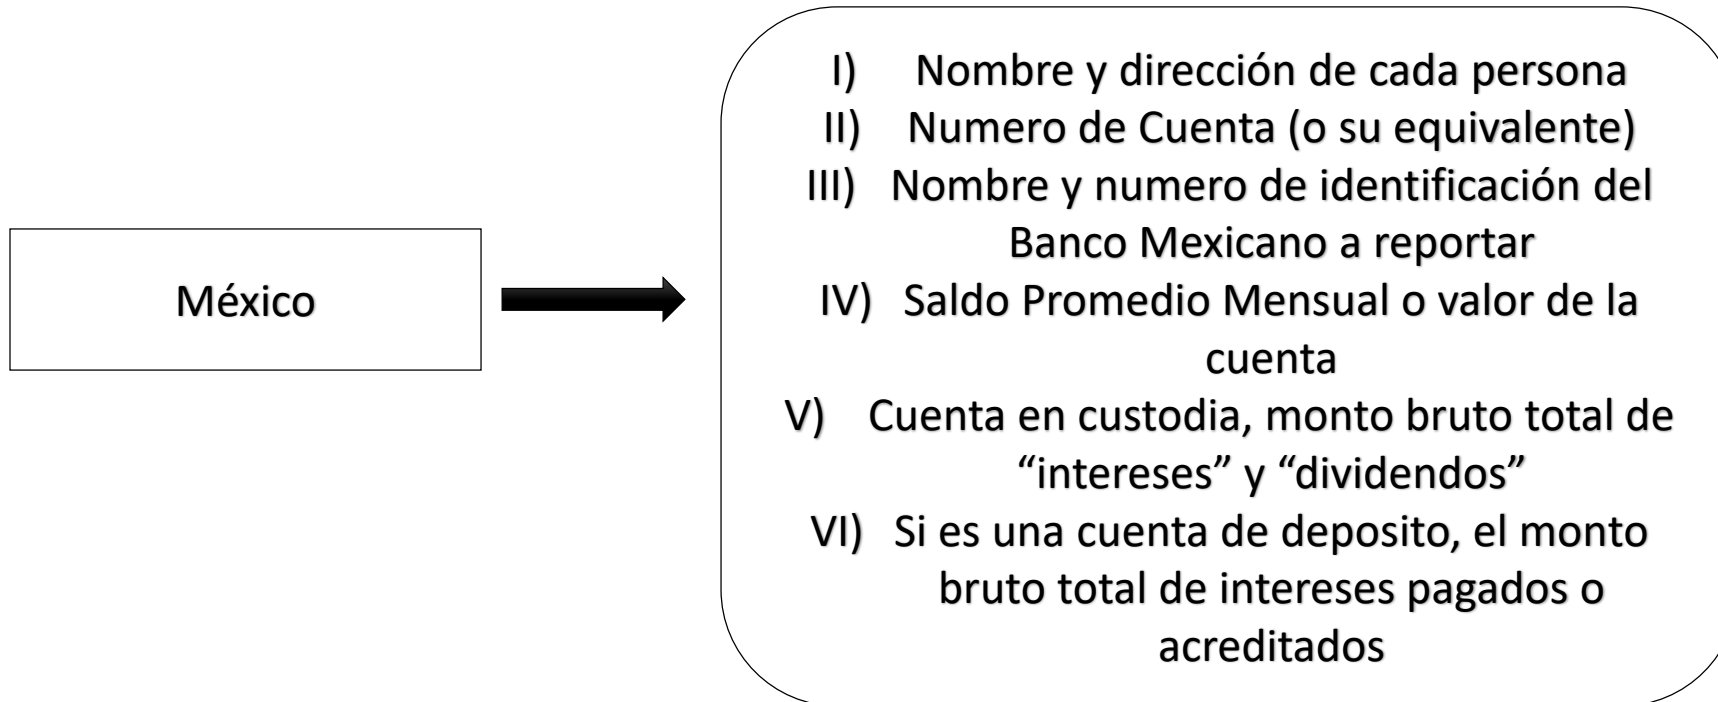 México
I) Nombre y dirección de cada persona
II) Numero de Cuenta (o su equivalente)
III) Nombre y numero de identificación del
Banco Mexicano a reportar
IV) Saldo Promedio Mensual o valor de la
cuenta
V) Cuenta en custodia, monto bruto total de
“intereses” y “dividendos”
VI) Si es una cuenta de deposito, el monto
bruto total de intereses pagados o
acreditados